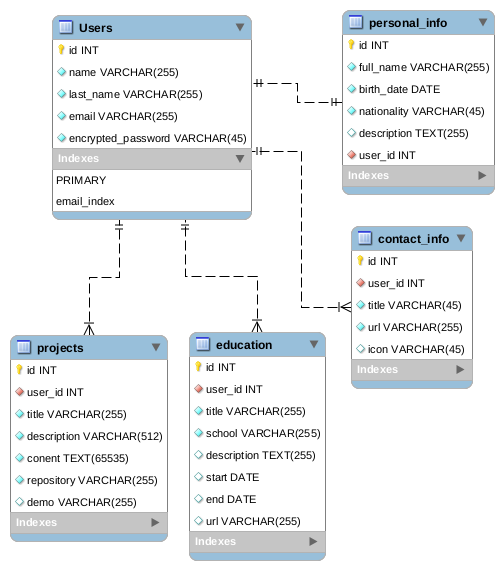 Users
id INT
name VARCHAR(255)
last_name VARCHAR(255)
email VARCHAR(255)
encrypted_password VARCHAR(45)
Indexes
PRIMARY
email_index
personal_info
id INT
full_name VARCHAR(255)
birth_date DATE
nationality VARCHAR(45)
description TEXT(255)
user_id INT
Indexes
contact_info
id INT
user_id INT
title VARCHAR(45)
url VARCHAR(255)
icon VARCHAR(45)
Indexes
projects
id INT
user_id INT
title VARCHAR(255)
description VARCHAR(512)
conent TEXT(65535)
repository VARCHAR(255)
demo VARCHAR(255)
Indexes
education
id INT
user_id INT
title VARCHAR(255)
school VARCHAR(255)
description TEXT(255)
start DATE
end DATE
url VARCHAR(255)
Indexes